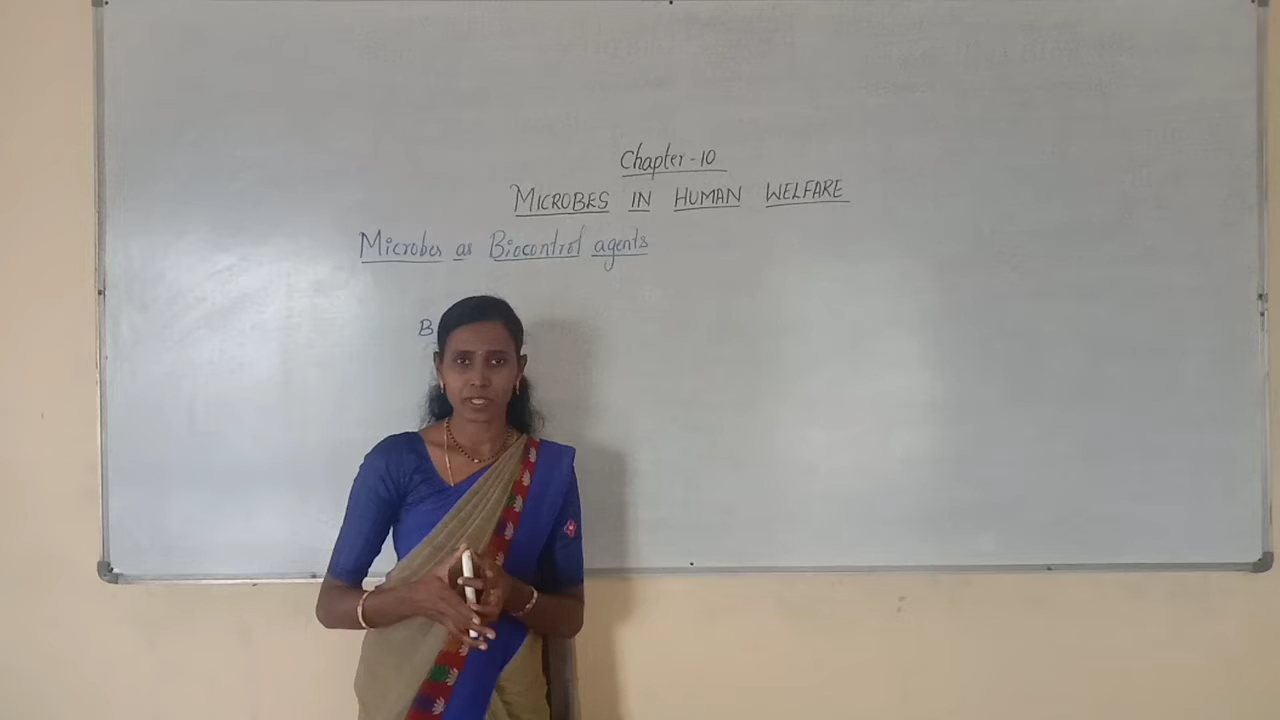 Chapter-10
MICROBES IN HUMAN WELFARE
Microbes as Biocontrol agents
B